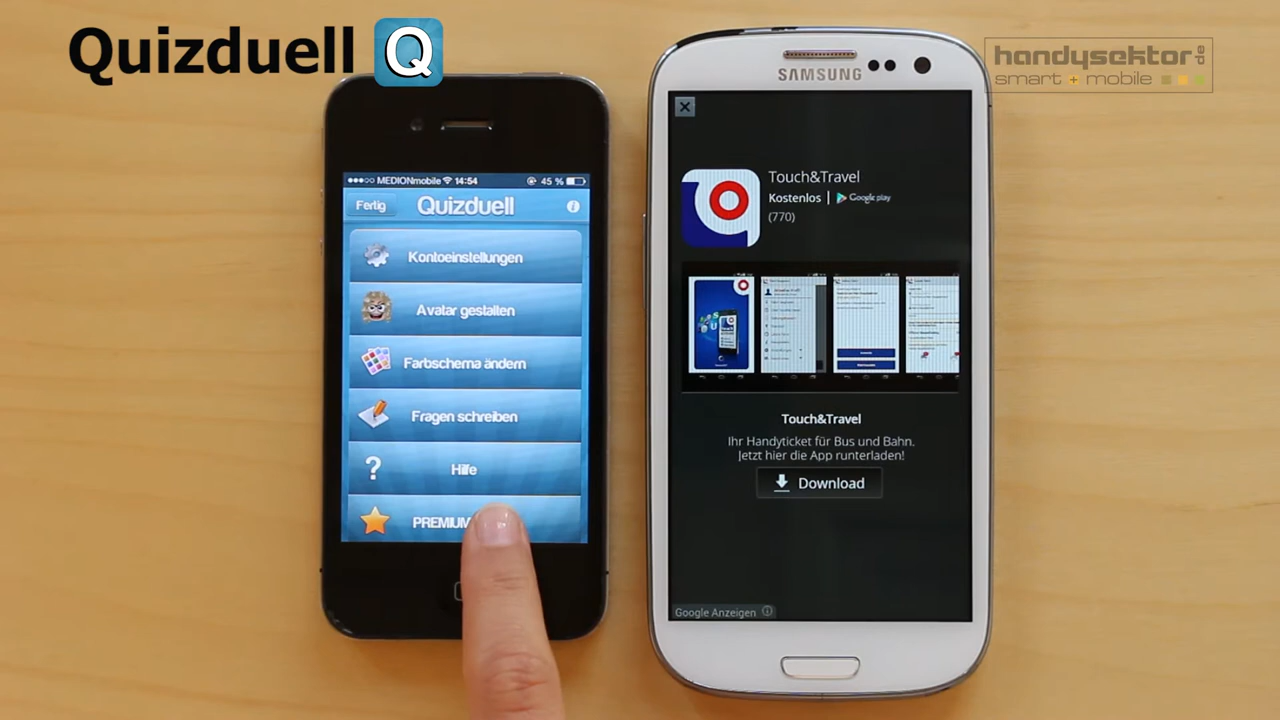 Quizduell Q
handysektor.de
smart + mobile
SAMSUNG
MEDIONmobile 14:54 45 %
Fertig Quizduell
Kontoeinstellungen
Avatar gestalten
Farbschema ändern
Fragen schreiben
? Hilfe
PREMIUM
Touch&Travel
Kostenlos | Google play
(770)
Touch&Travel
Ihr Handyticket für Bus und Bahn.
Jetzt hier die App runterladen!
Download
Google Anzeigen